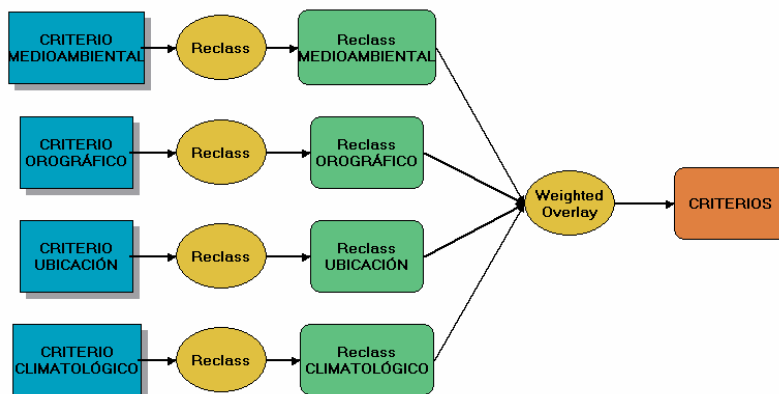 CRITERIO
MEDIOAMBIENTAL
Reclass
Reclass
MEDIOAMBIENTAL
CRITERIO
OROGRÁFICO
Reclass
Reclass
OROGRÁFICO
Weighted
Overlay
CRITERIOS
CRITERIO
UBICACIÓN
Reclass
Reclass
UBICACIÓN
CRITERIO
CLIMATOLÓGICO
Reclass
Reclass
CLIMATOLÓGICO